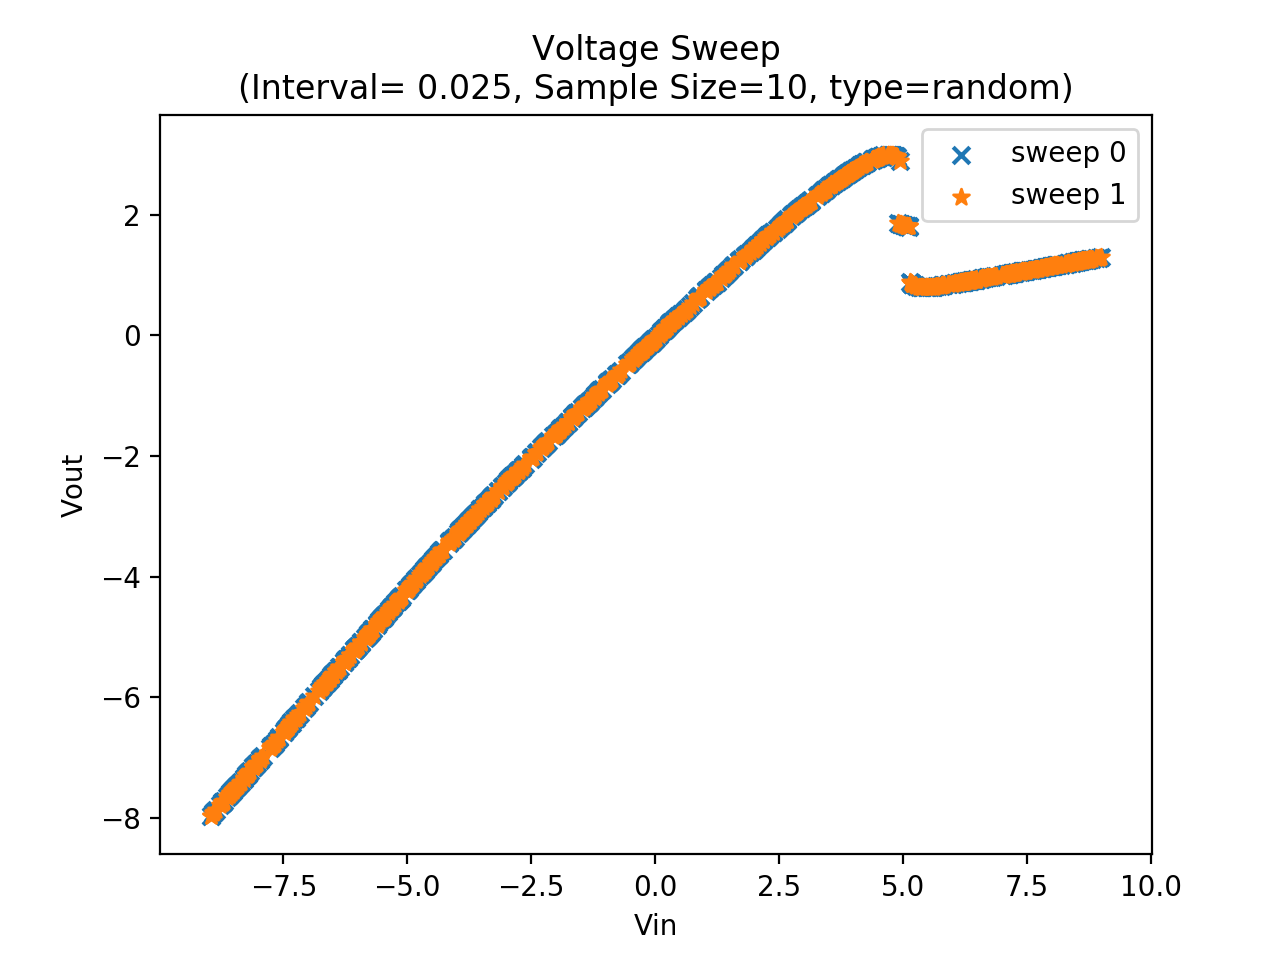 Voltage Sweep
(Interval= 0.025, Sample Size=10, type=random)
sweep 0
sweep 1
2
0
−2
−4
−6
−8
Vout
−7.5 −5.0 −2.5 0.0 2.5 5.0 7.5 10.0
Vin